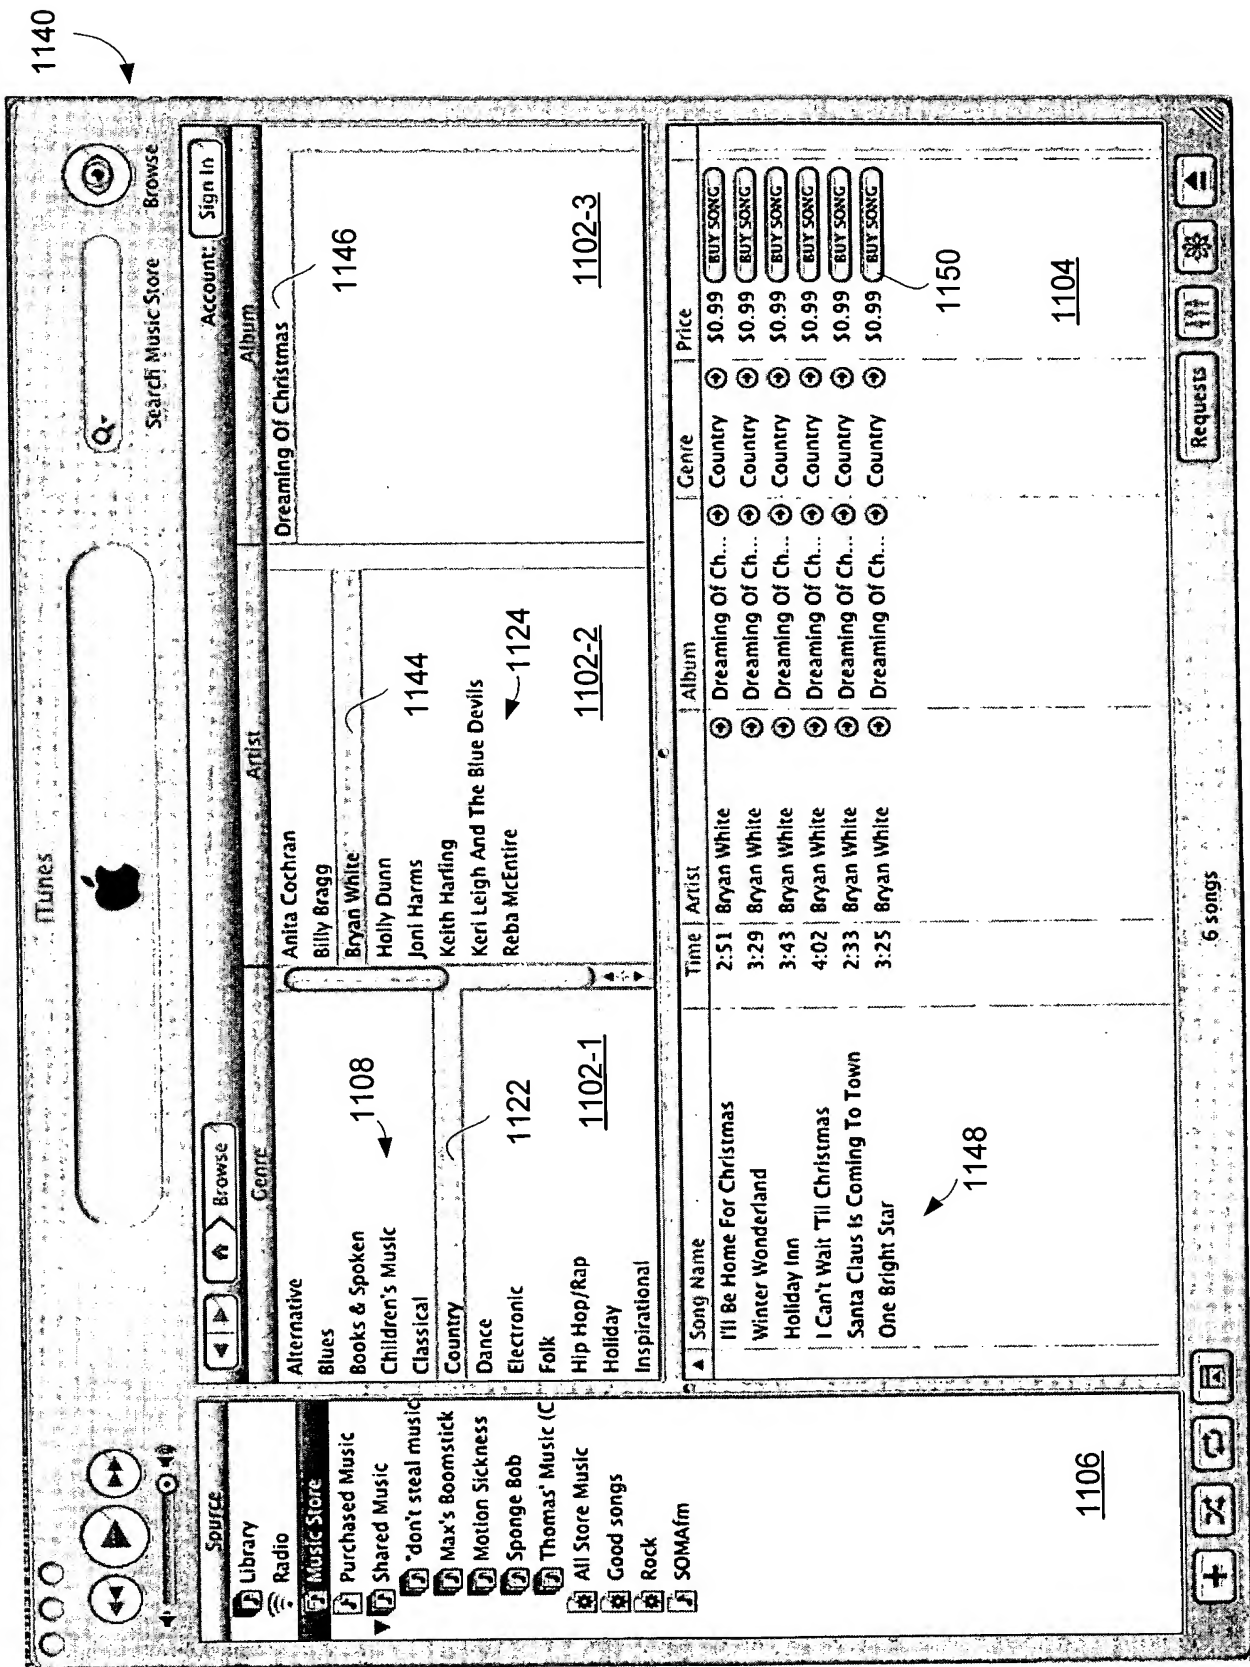 1140
iTunes
Search Music Store
Browse
Source
Library
Radio
Music Store
Purchased Music
Shared Music
"don't steal music
Max's Boomstick
Motion Sickness
Sponge Bob
Thomas' Music (C
All Store Music
Good songs
Rock
SOMAfm
1106
Browse
Account:
Sign In
Genre
Artist
Album
Alternative
Blues
Books & Spoken
Children's Music
Classical
Country
Dance
Electronic
Folk
Hip Hop/Rap
Holiday
Inspirational
1108
1122
1102-1
Anita Cochran
Billy Bragg
Bryan White
Holly Dunn
Joni Harms
Keith Harling
Keri Leigh And The Blue Devils
Reba McEntire
1144
1124
1102-2
Dreaming Of Christmas
1146
1102-3
Song Name Time Artist Album Genre Price
I'll Be Home For Christmas 2:51 Bryan White Dreaming Of Ch... Country $0.99 BUY SONG
Winter Wonderland 3:29 Bryan White Dreaming Of Ch... Country $0.99 BUY SONG
Holiday Inn 3:43 Bryan White Dreaming Of Ch... Country $0.99 BUY SONG
I Can't Wait 'Til Christmas 4:02 Bryan White Dreaming Of Ch... Country $0.99 BUY SONG
Santa Claus Is Coming To Town 2:33 Bryan White Dreaming Of Ch... Country $0.99 BUY SONG
One Bright Star 3:25 Bryan White Dreaming Of Ch... Country $0.99 BUY SONG
1148
1150
1104
6 songs
Requests